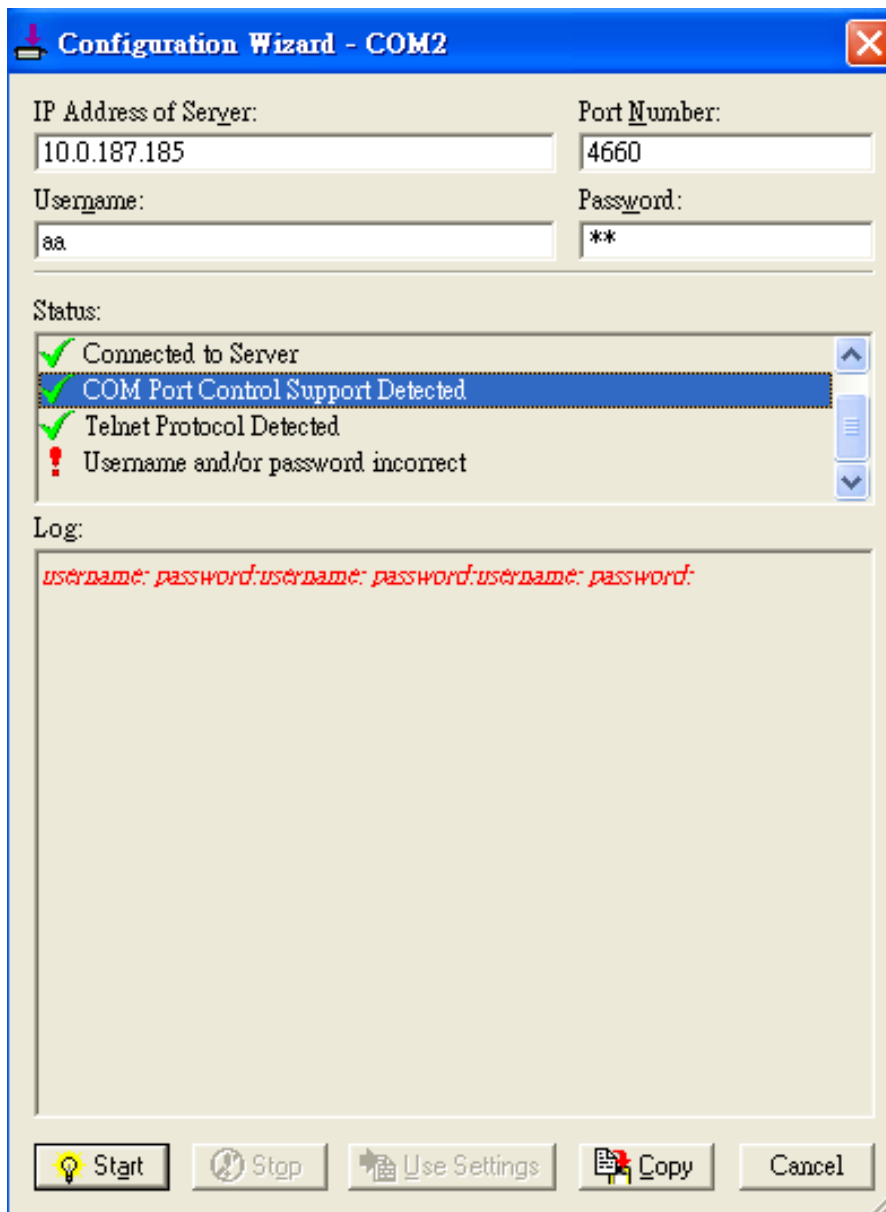 Configuration Wizard - COM2
IP Address of Server: Port Number:
10.0.187.185 4660
Username: Password:
aa **
Status:
Connected to Server
COM Port Control Support Detected
Telnet Protocol Detected
Username and/or password incorrect
Log:
username: password:username: password:username: password:
Start Stop Use Settings Copy Cancel